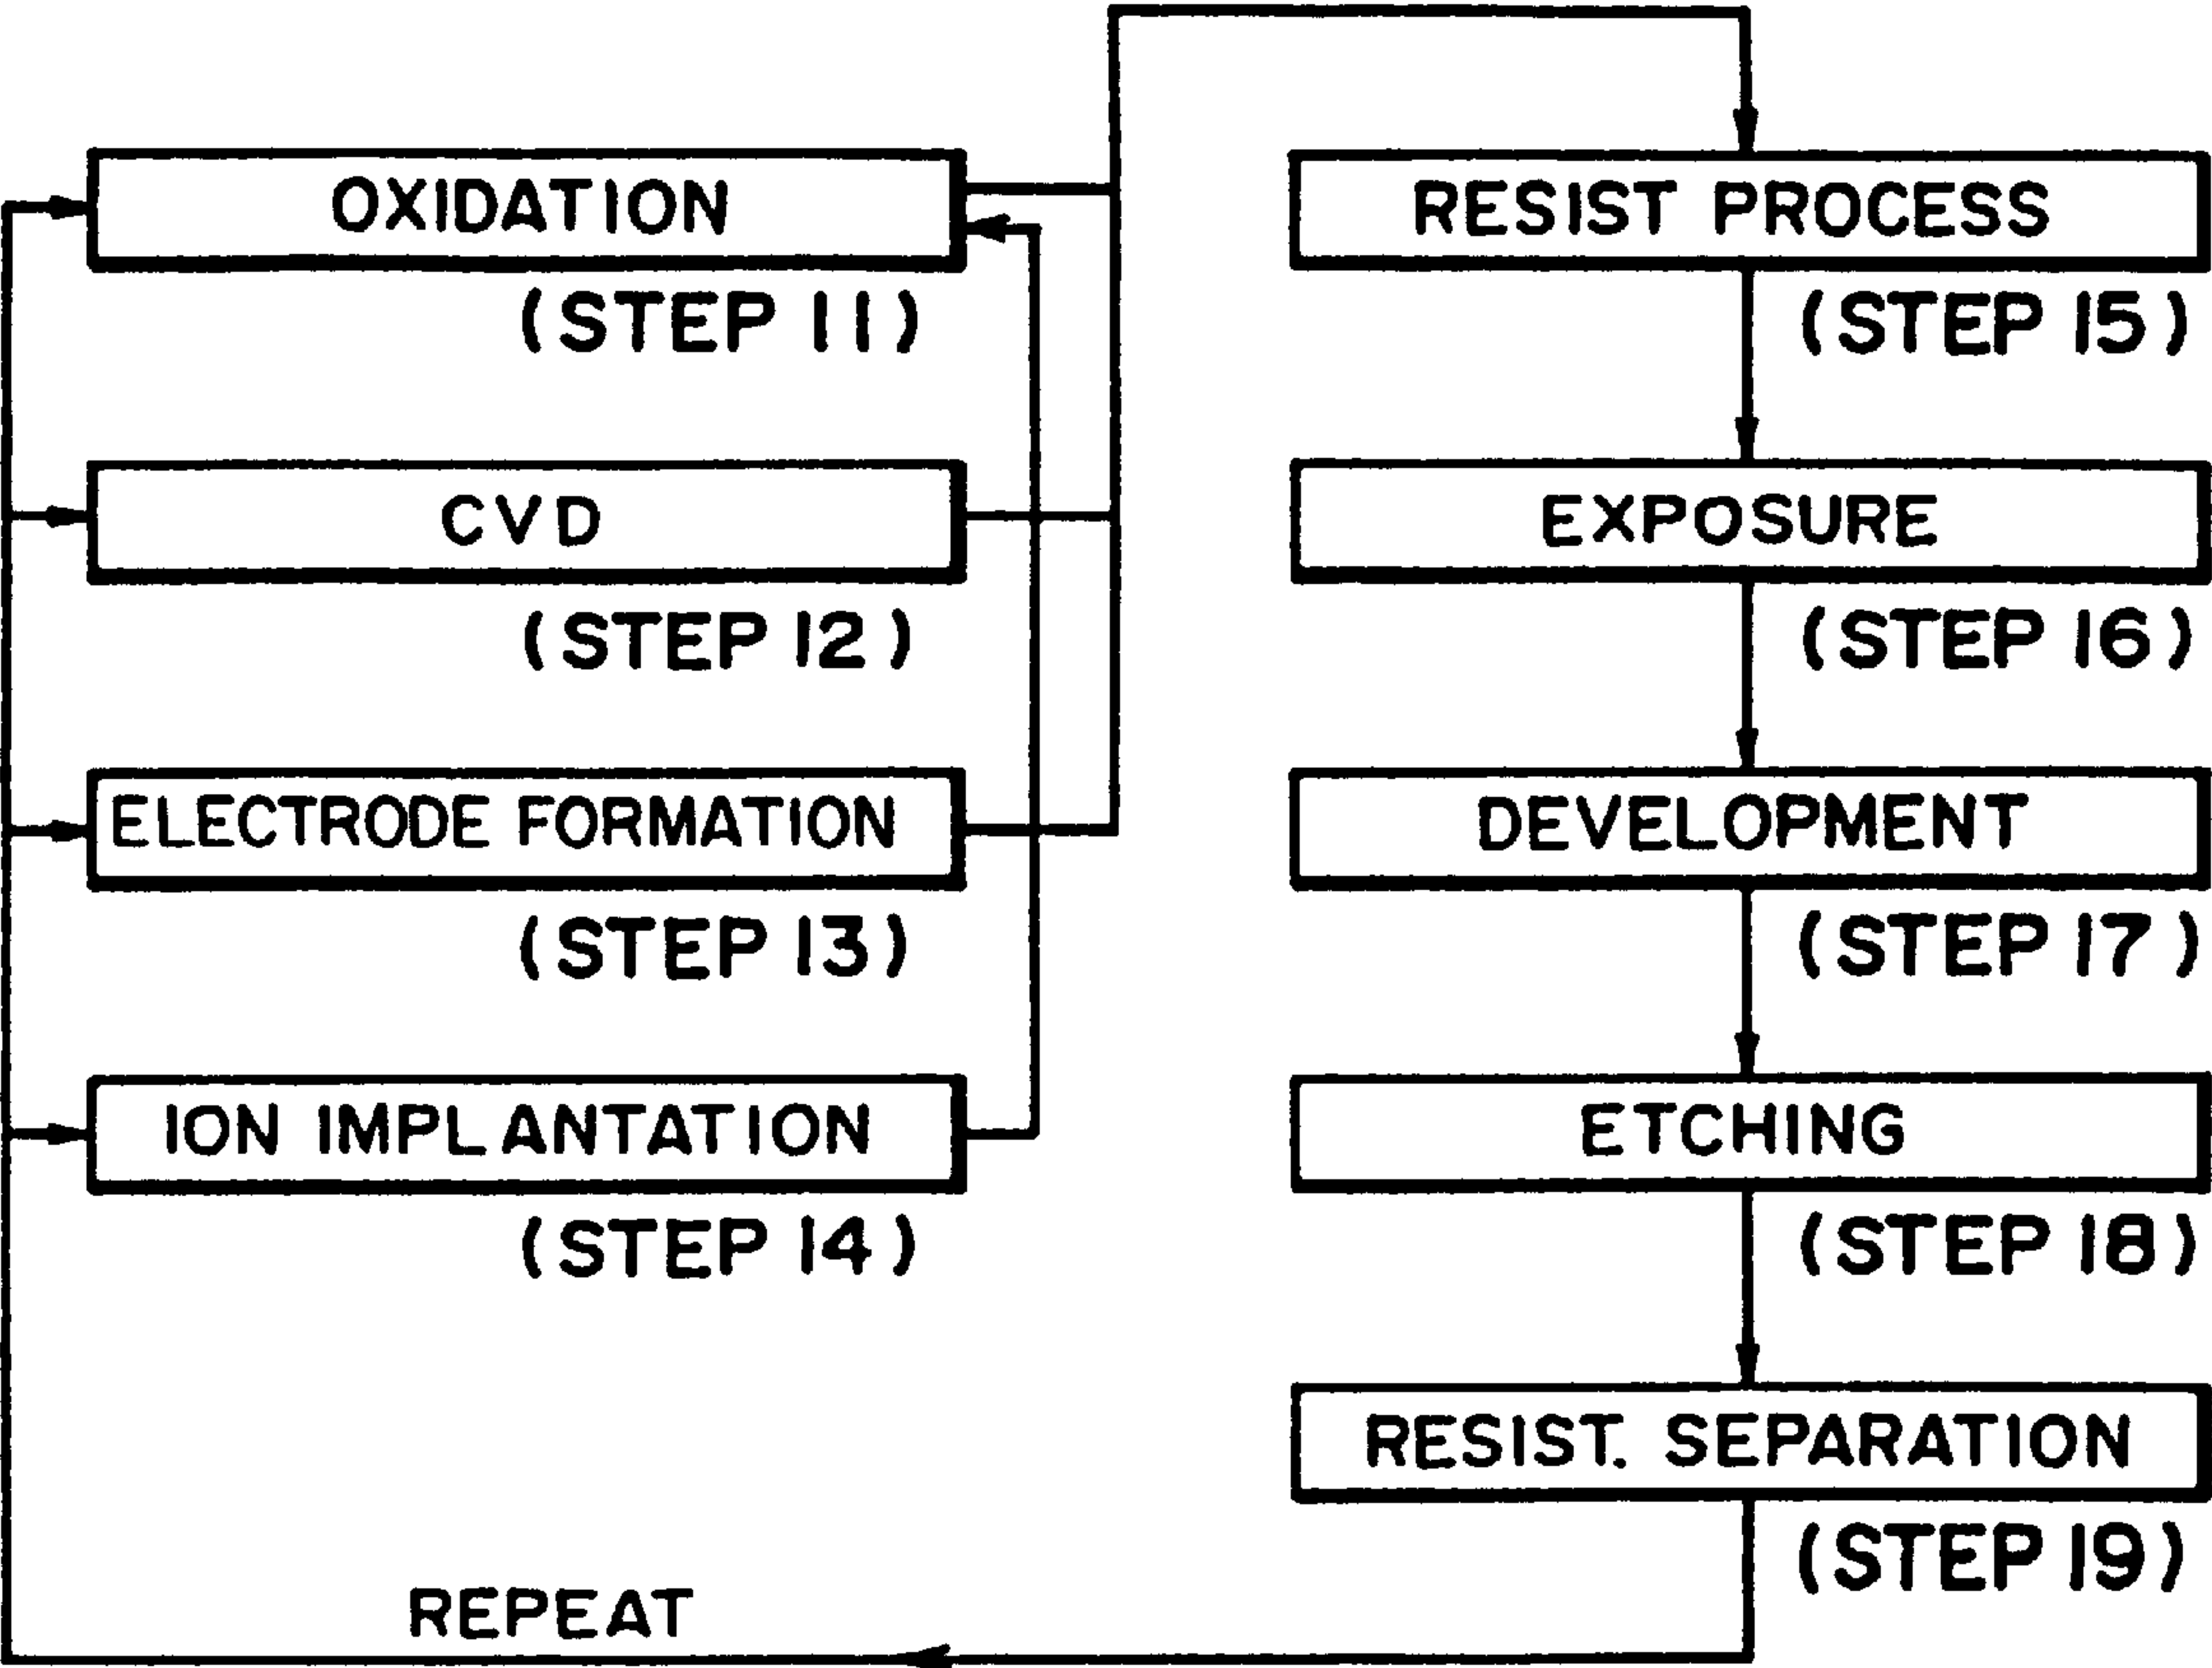 OXIDATION
(STEP 11)
CVD
(STEP 12)
ELECTRODE FORMATION
(STEP 13)
ION IMPLANTATION
(STEP 14)
RESIST PROCESS
(STEP 15)
EXPOSURE
(STEP 16)
DEVELOPMENT
(STEP 17)
ETCHING
(STEP 18)
RESIST. SEPARATION
(STEP 19)
REPEAT